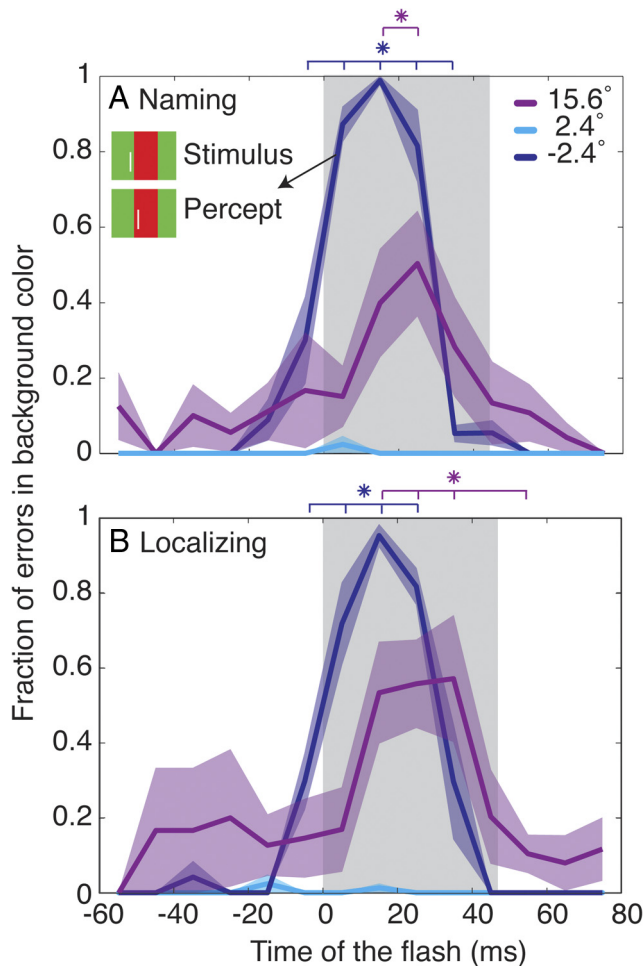 *
*
1
A Naming
15.6°
2.4°
-2.4°
Stimulus
Percept
0.8
0.6
0.4
0.2
0
Fraction of errors in background color
*
*
1
B Localizing
0.8
0.6
0.4
0.2
0
-60 -40 -20 0 20 40 60 80
Time of the flash (ms)